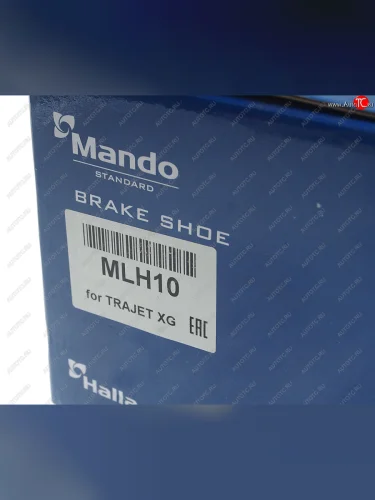 Mando
STANDARD
BRAKE SHOE
MLH10
for TRAJET XG
EAC
Halla